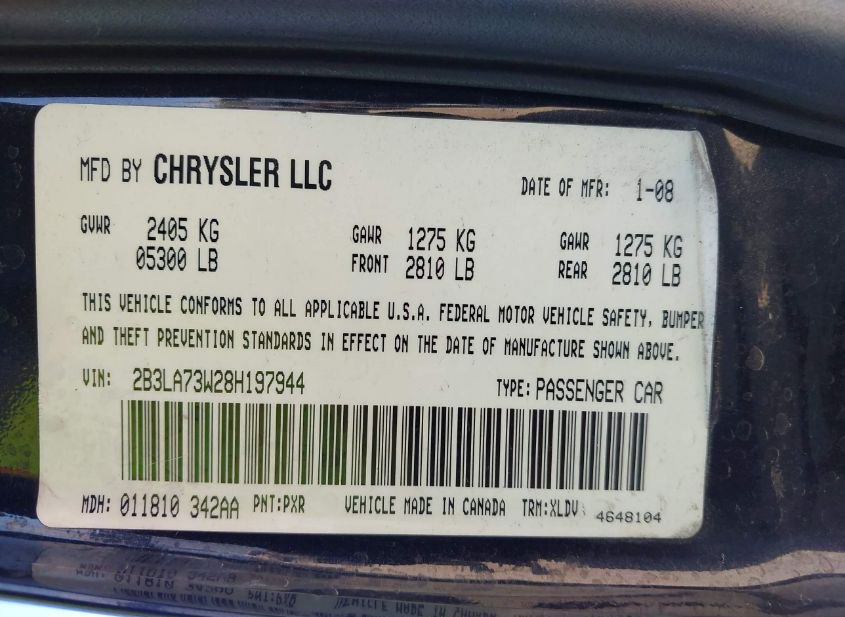 MFD BY CHRYSLER LLC DATE OF MFR: 1-08
GVWR 2405 KG GAWR 1275 KG GAWR 1275 KG
05300 LB FRONT 2810 LB REAR 2810 LB
THIS VEHICLE CONFORMS TO ALL APPLICABLE U.S.A. FEDERAL MOTOR VEHICLE SAFETY, BUMPER
AND THEFT PREVENTION STANDARDS IN EFFECT ON THE DATE OF MANUFACTURE SHOWN ABOVE.
VIN: 2B3LA73W28H197944 TYPE: PASSENGER CAR
MDH: 011810 342AA PNT:PXR VEHICLE MADE IN CANADA TRM:XLDV 4648104